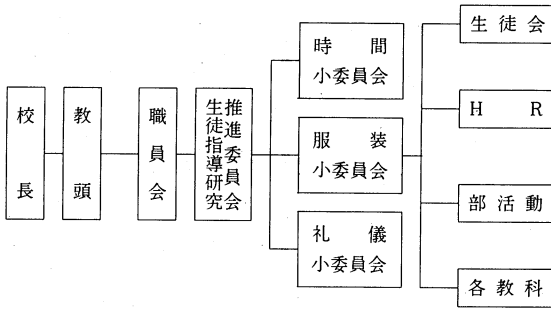 校長
教頭
職員会
生徒指導研究
推進委員会
時間
小委員会
服装
小委員会
礼儀
小委員会
生徒会
HR
部活動
各教科